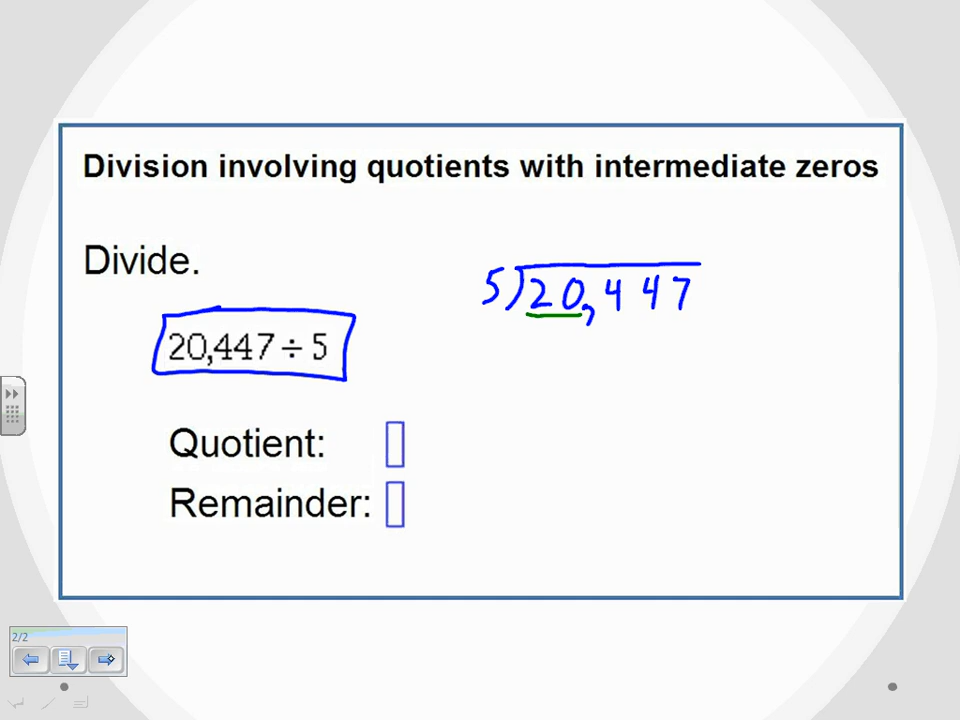 Division involving quotients with intermediate zeros
Divide.
5)20,447
20,447 ÷ 5
Quotient:
Remainder:
2/2